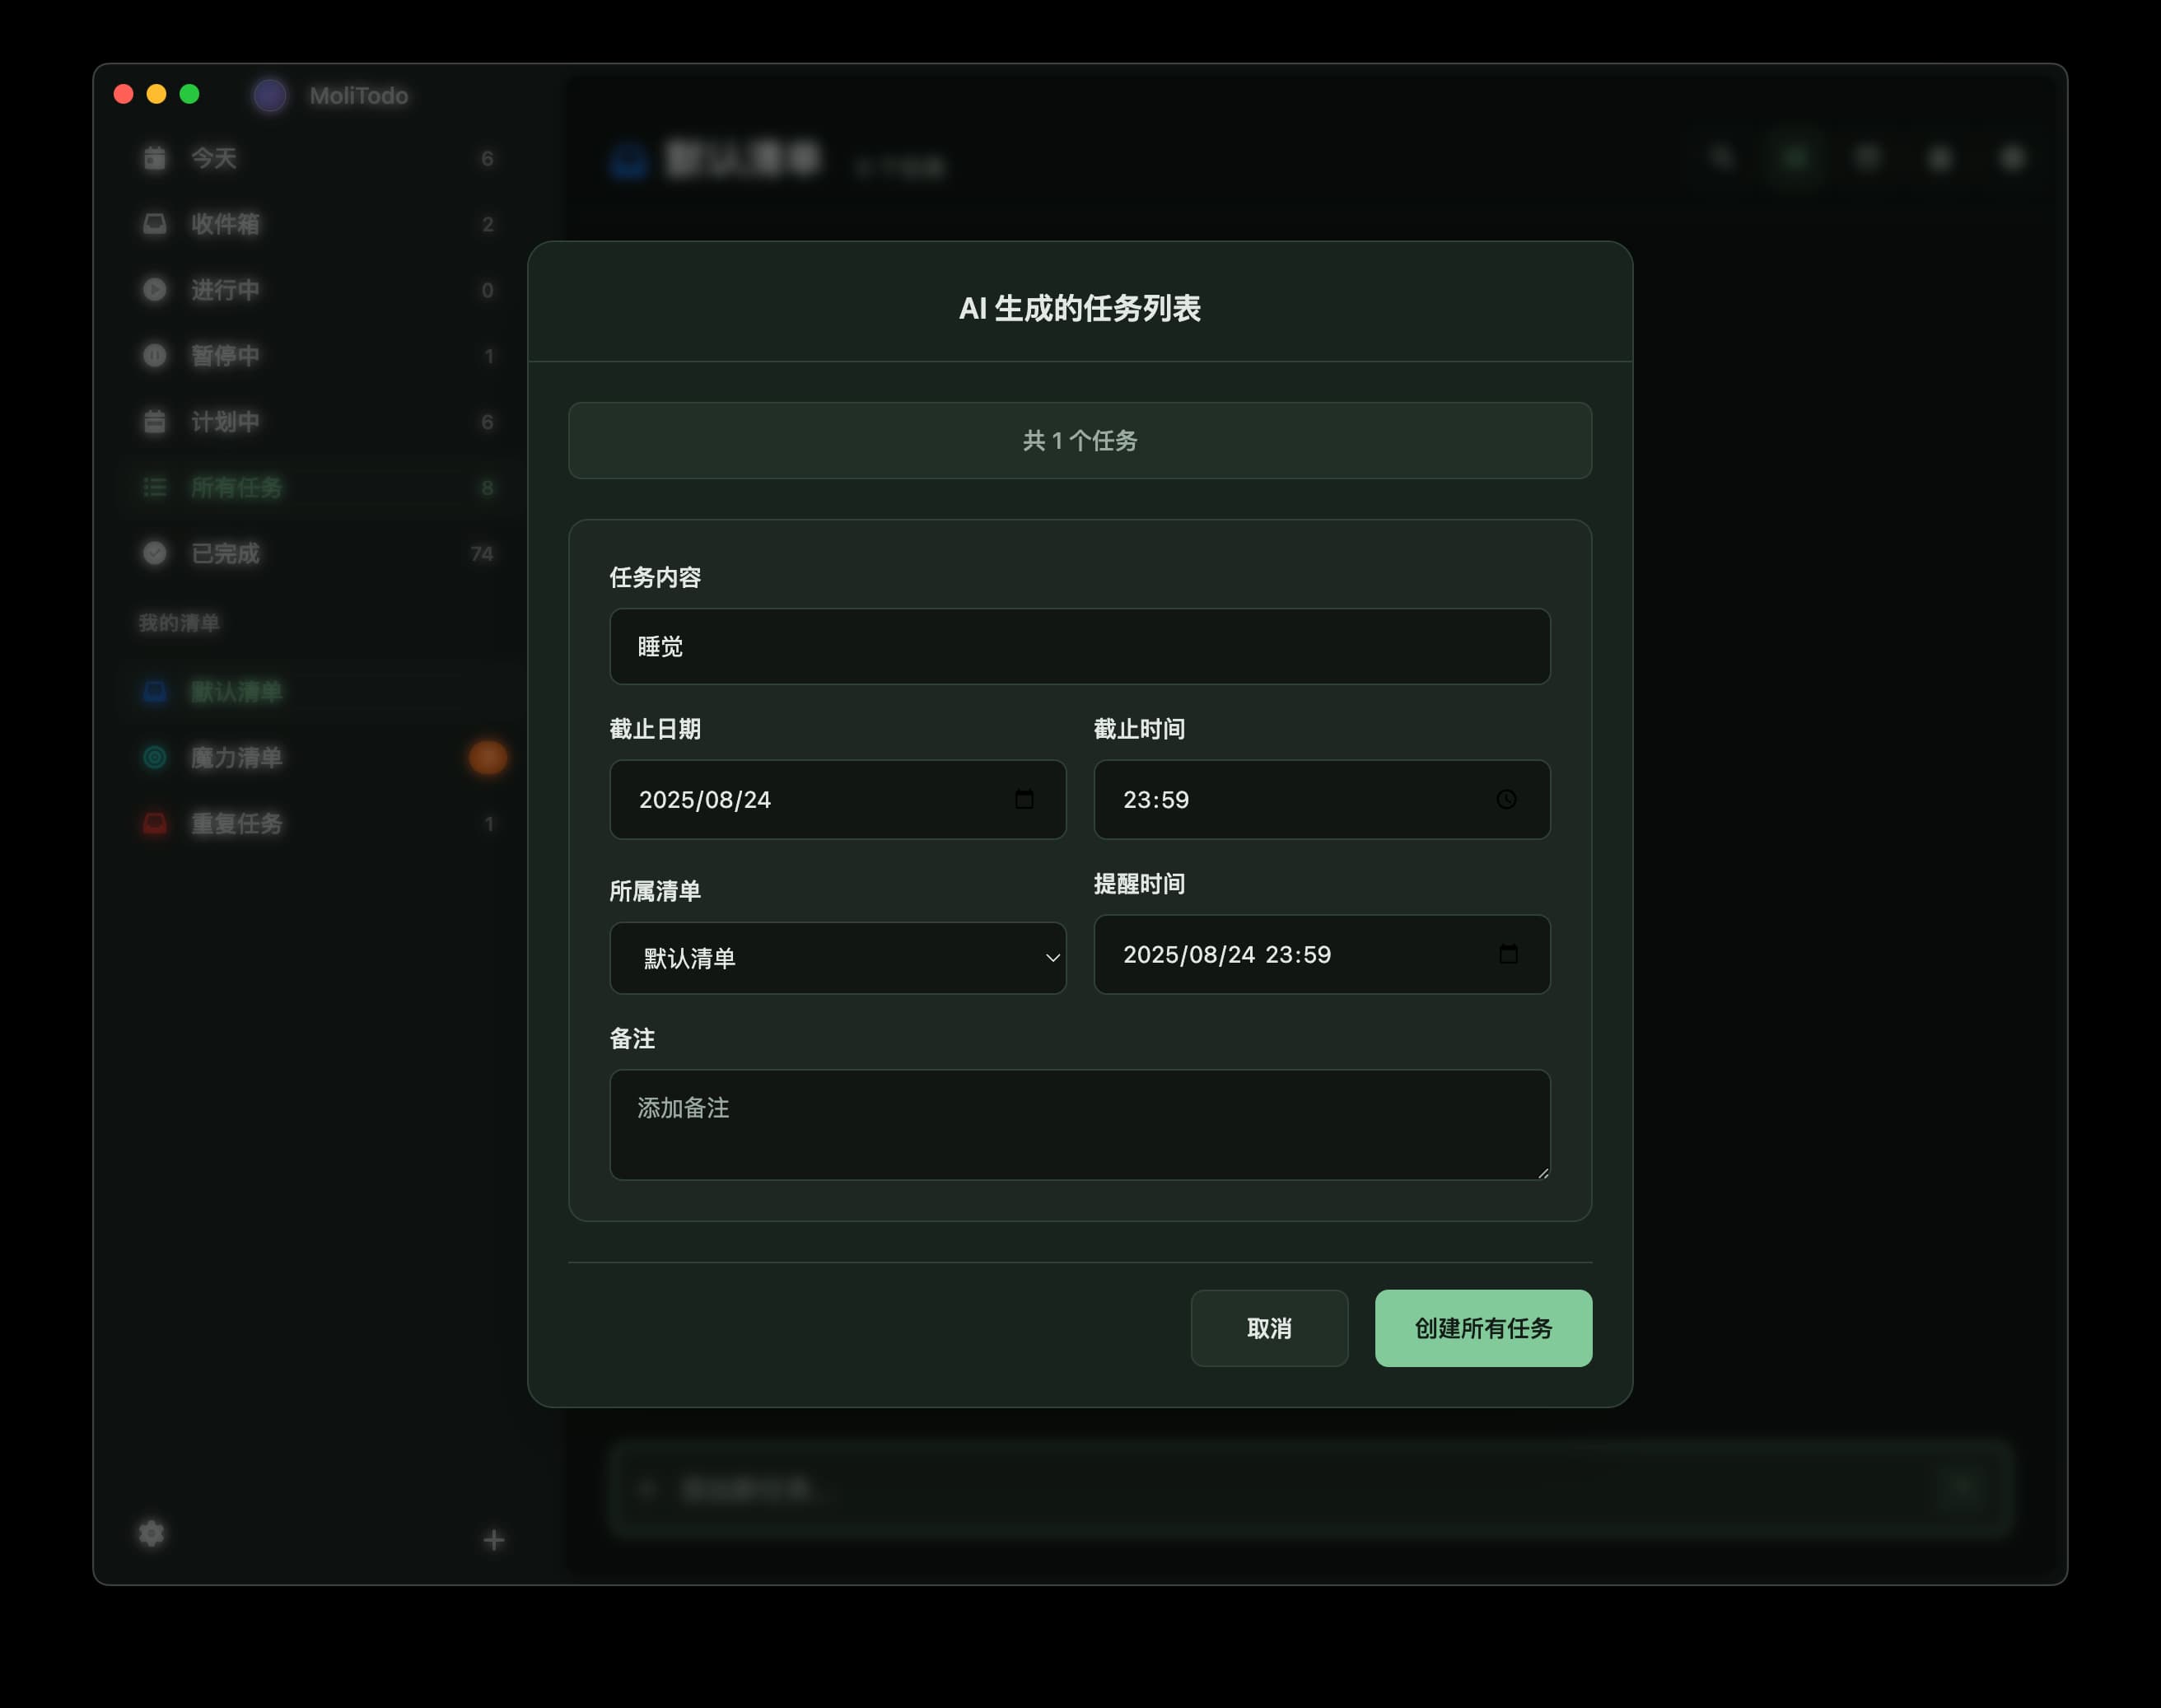 MoliTodo
今天 6
收件箱 2
进行中 0
暂停中 1
计划中 6
所有任务 8
已完成 74
我的清单
默认清单
魔力清单
重复任务 1
默认清单
AI 生成的任务列表
共 1 个任务
任务内容
睡觉
截止日期 截止时间
2025/08/24 23:59
所属清单 提醒时间
默认清单 2025/08/24 23:59
备注
添加备注
取消 创建所有任务